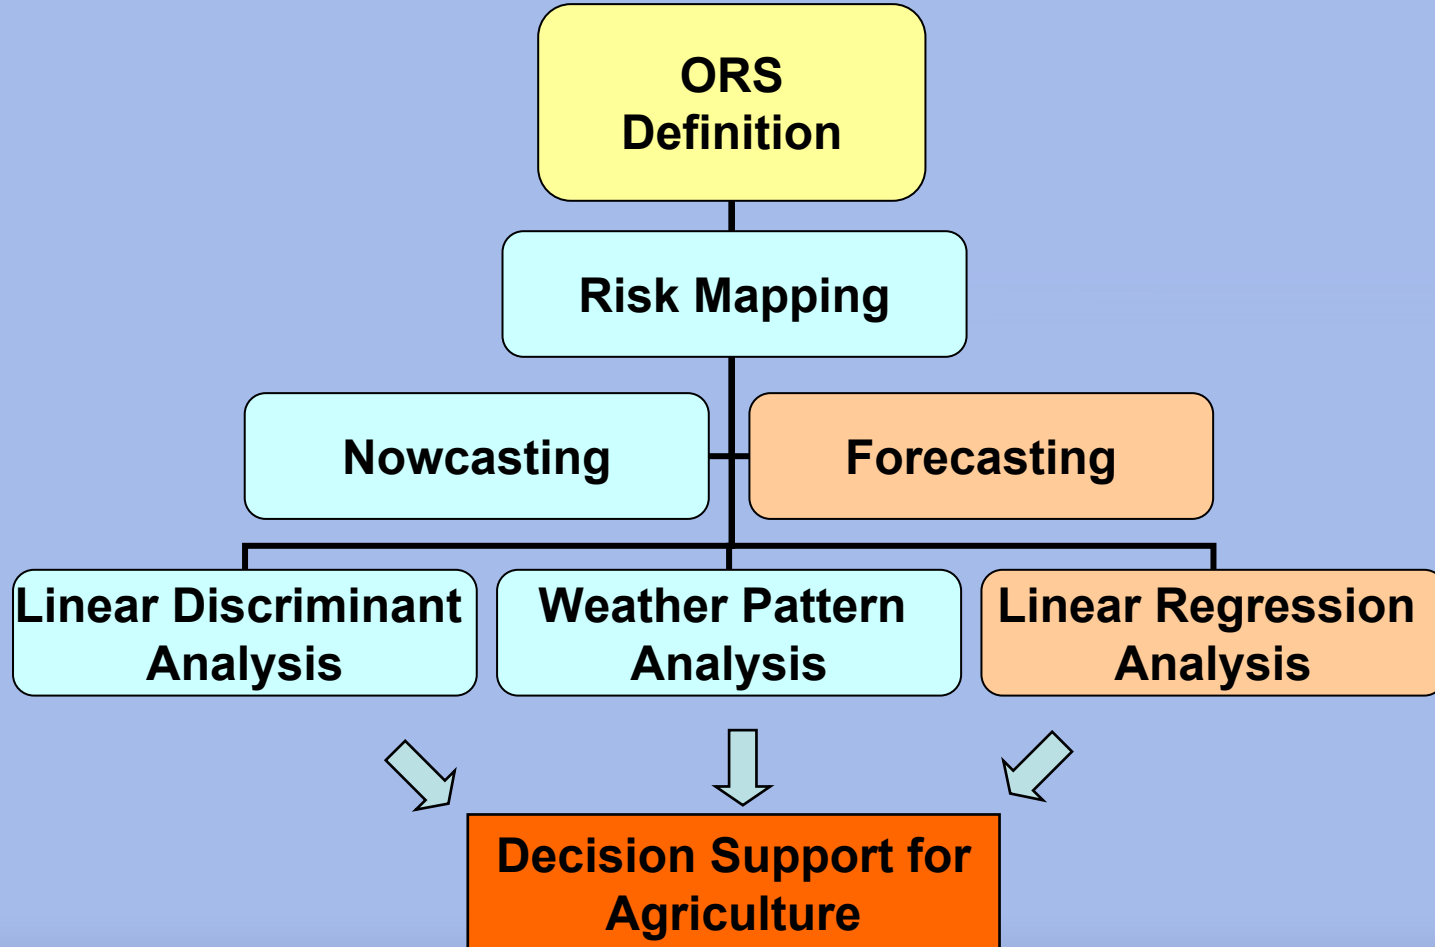 ORS
Definition
Risk Mapping
Nowcasting
Forecasting
Linear Discriminant
Analysis
Weather Pattern
Analysis
Linear Regression
Analysis
Decision Support for
Agriculture